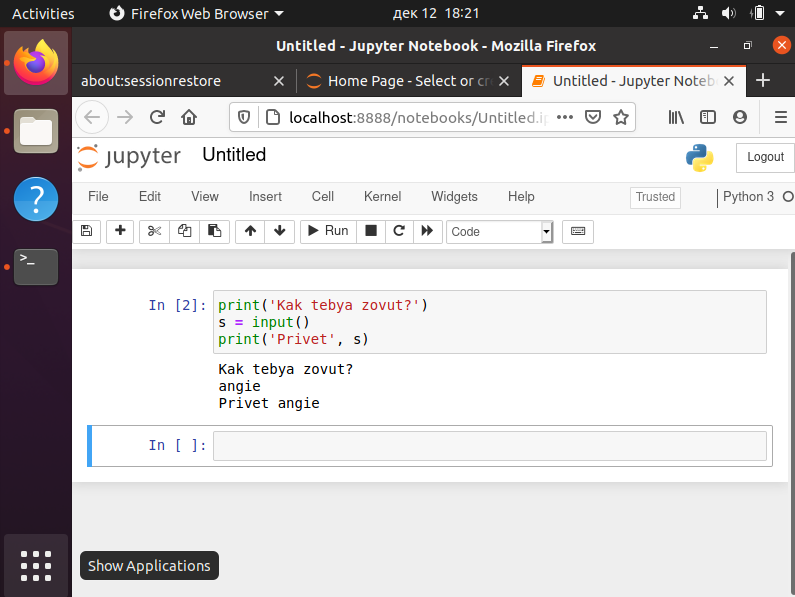 Activities Firefox Web Browser дек 12 18:21
Untitled - Jupyter Notebook - Mozilla Firefox
about:sessionrestore Home Page - Select or cr Untitled - Jupyter Noteb
localhost:8888/notebooks/Untitled.ip
jupyter Untitled Logout
File Edit View Insert Cell Kernel Widgets Help Trusted Python 3
Run Code
In [2]: print('Kak tebya zovut?')
s = input()
print('Privet', s)
Kak tebya zovut?
angie
Privet angie
In [ ]:
Show Applications